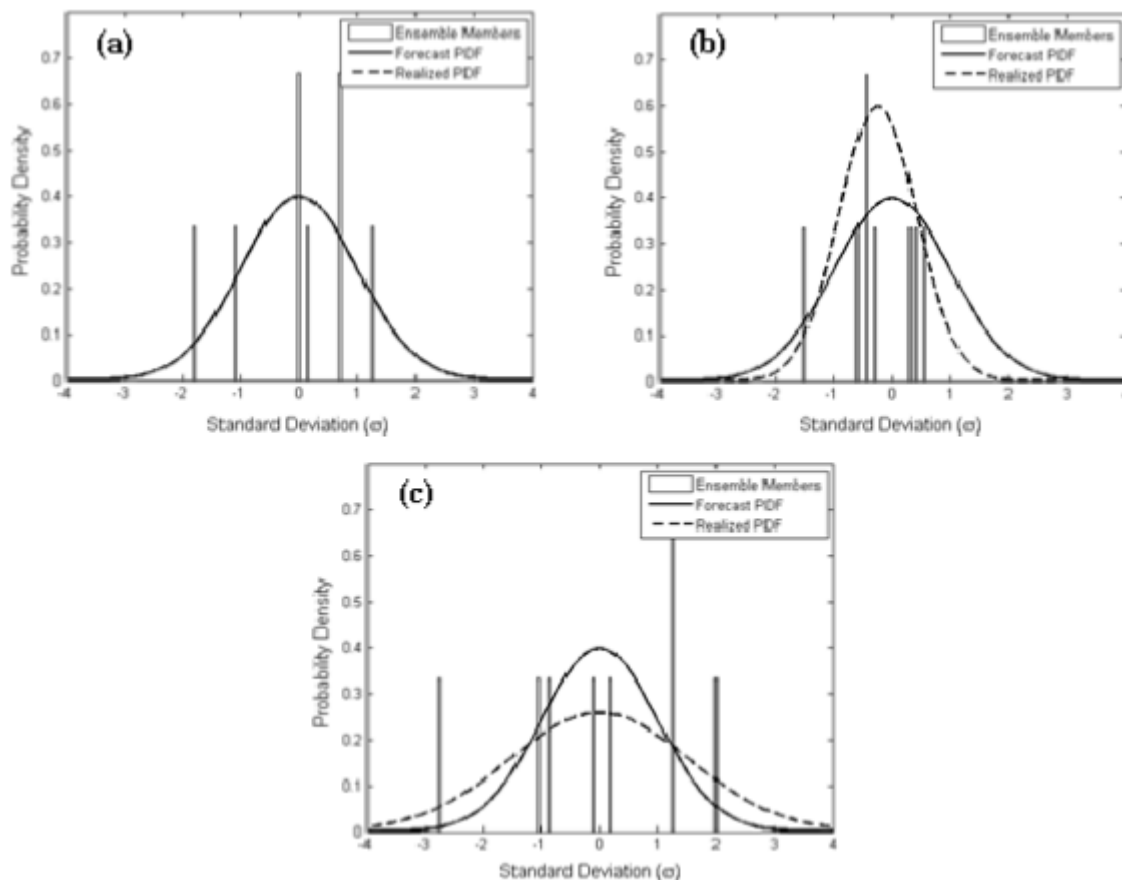 (a)
Ensemble Members
Forecast PDF
Realized PDF
Probability Density
0.7
0.6
0.5
0.4
0.3
0.2
0.1
0
-4 -3 -2 -1 0 1 2 3 4
Standard Deviation (σ)
(b)
Ensemble Members
Forecast PDF
Realized PDF
Probability Density
0.7
0.6
0.5
0.4
0.3
0.2
0.1
0
-4 -3 -2 -1 0 1 2 3
Standard Deviation (σ)
(c)
Ensemble Members
Forecast PDF
Realized PDF
Probability Density
0.7
0.6
0.5
0.4
0.3
0.2
0.1
0
-4 -3 -2 -1 0 1 2 3 4
Standard Deviation (σ)